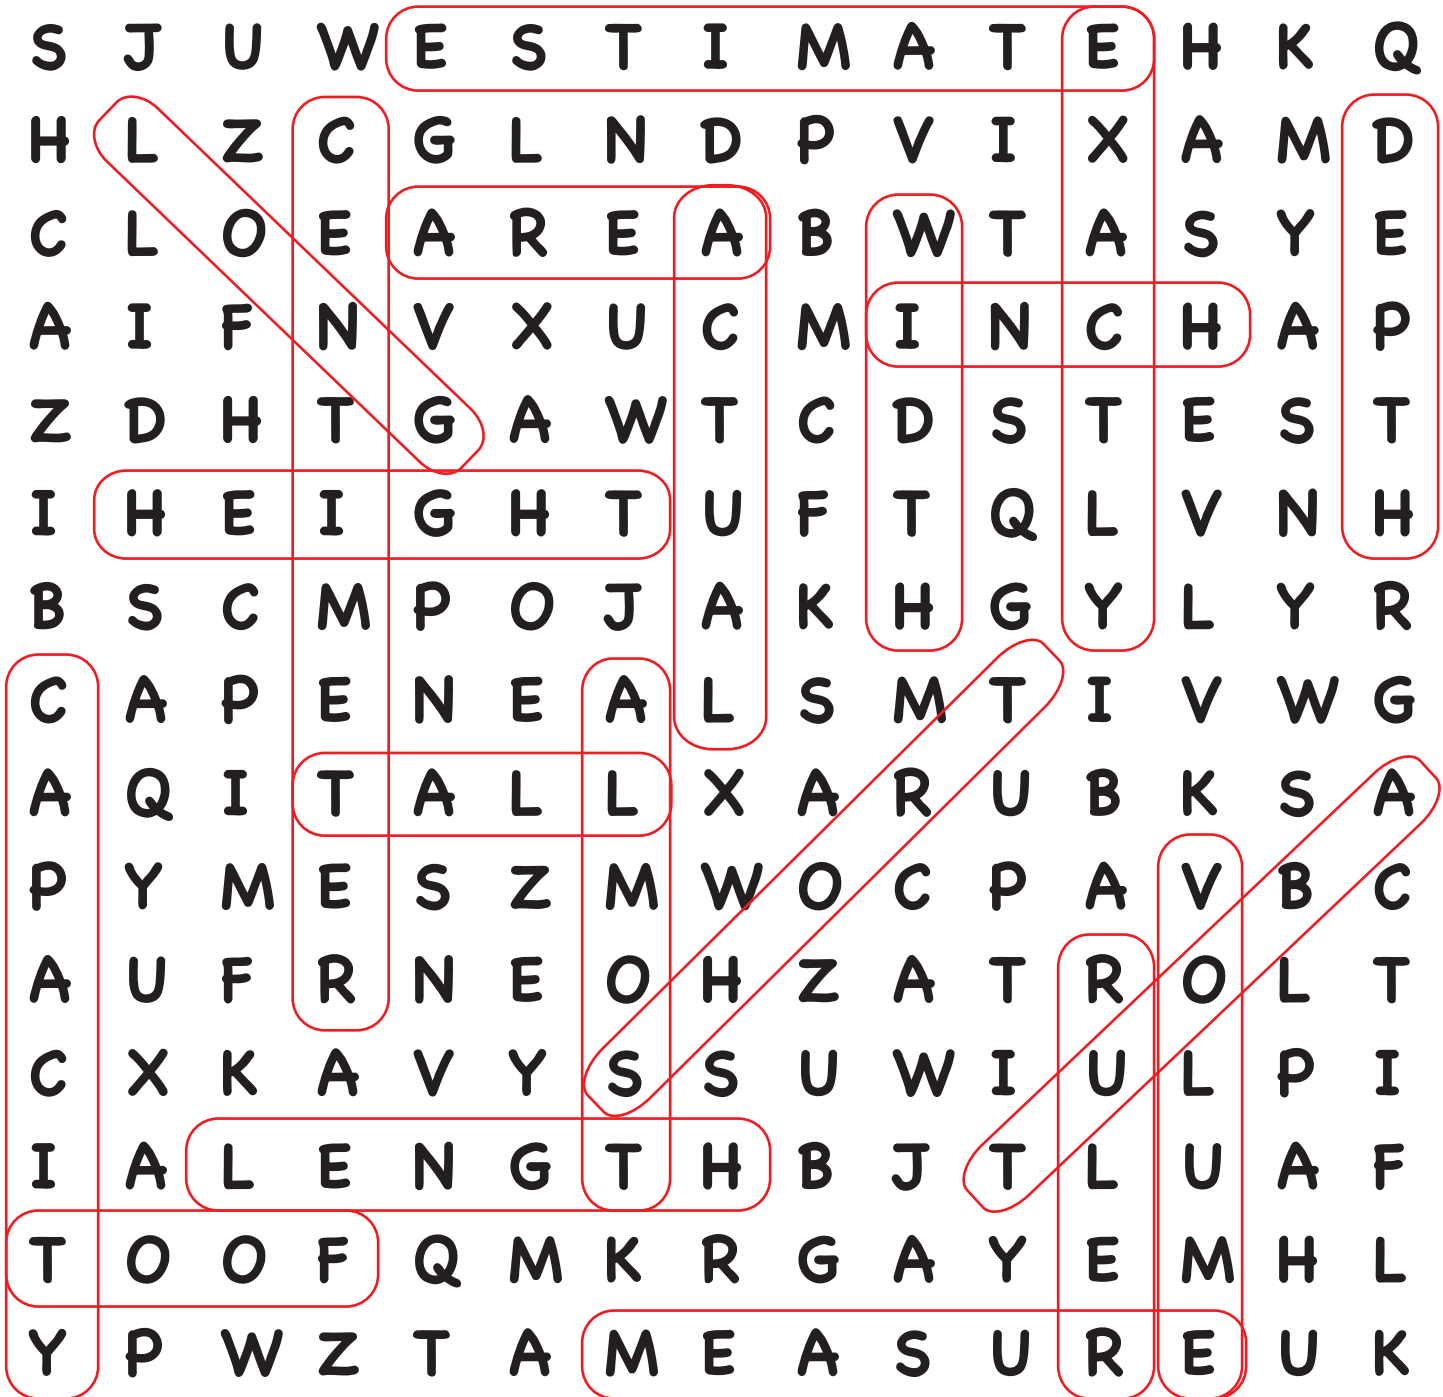 S J U W E S T I M A T E H K Q
H L Z C G L N D P V I X A M D
C L O E A R E A B W T A S Y E
A I F N V X U C M I N C H A P
Z D H T G A W T C D S T E S T
I H E I G H T U F T Q L V N H
B S C M P O J A K H G Y L Y R
C A P E N E A L S M T I V W G
A Q I T A L L X A R U B K S A
P Y M E S Z M W O C P A V B C
A U F R N E O H Z A T R O L T
C X K A V Y S S U W I U L P I
I A L E N G T H B J T L U A F
T O O F Q M K R G A Y E M H L
Y P W Z T A M E A S U R E U K